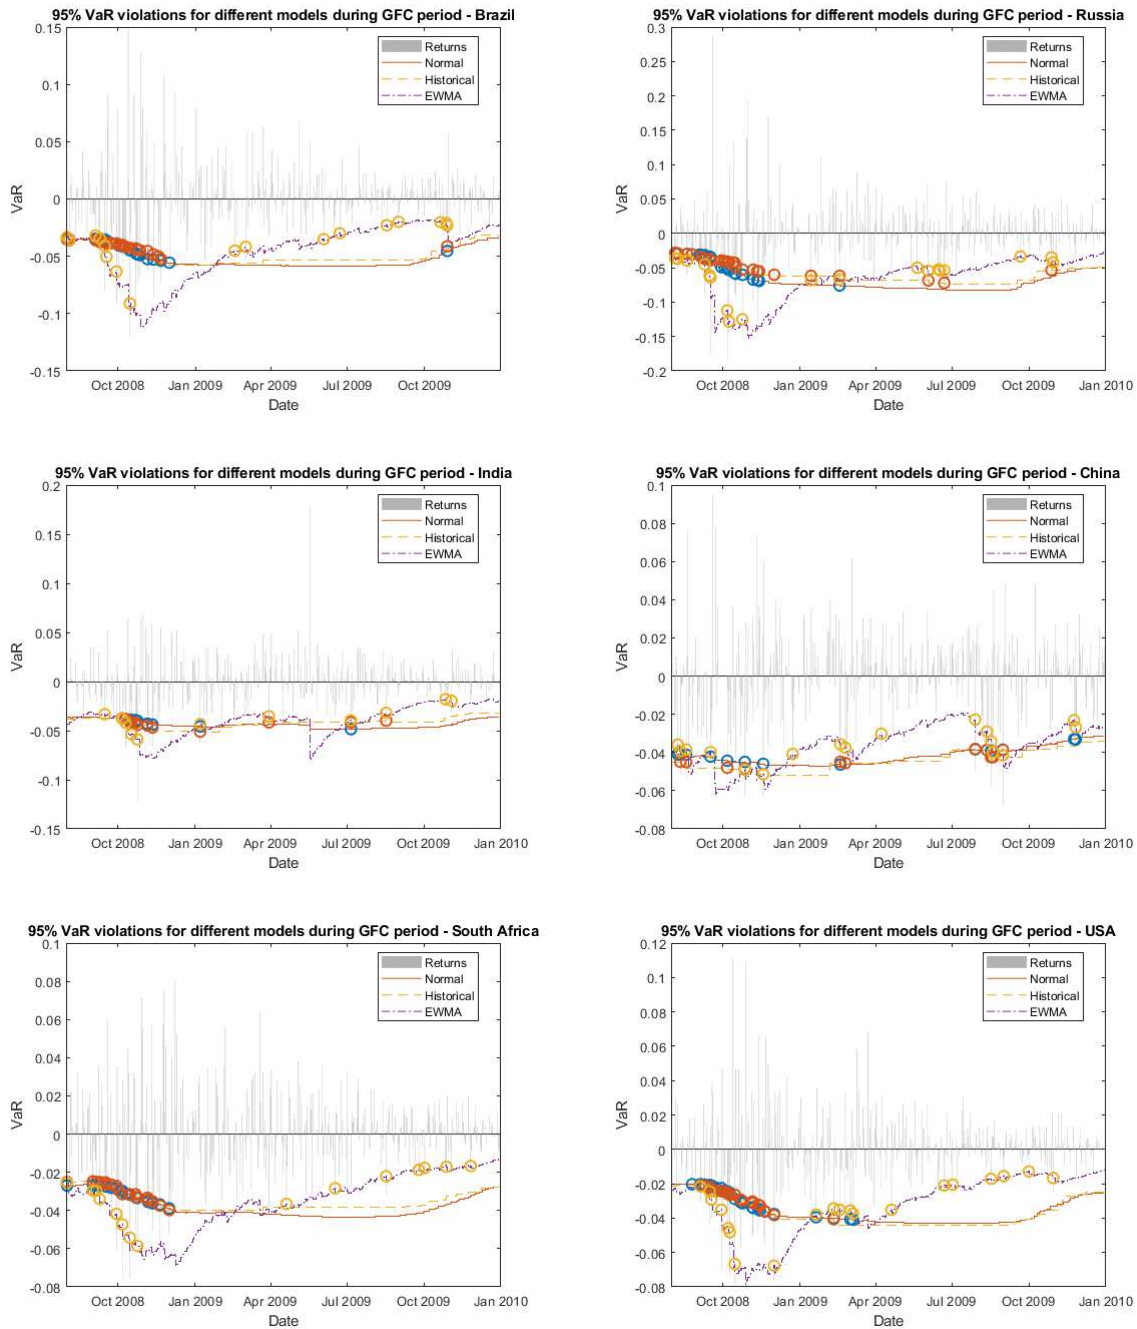 95% VaR violations for different models during GFC period - Brazil
0.15
0.1
0.05
0
-0.05
-0.1
-0.15
VaR
Returns
Normal
Historical
EWMA
Oct 2008
Jan 2009
Apr 2009
Jul 2009
Oct 2009
Date
95% VaR violations for different models during GFC period - Russia
0.3
0.25
0.2
0.15
0.1
0.05
0
-0.05
-0.1
-0.15
-0.2
VaR
Returns
Normal
Historical
EWMA
Oct 2008
Jan 2009
Apr 2009
Jul 2009
Oct 2009
Jan 2010
Date
95% VaR violations for different models during GFC period - India
0.2
0.15
0.1
0.05
0
-0.05
-0.1
-0.15
VaR
Returns
Normal
Historical
EWMA
Oct 2008
Jan 2009
Apr 2009
Jul 2009
Oct 2009
Jan 2010
Date
95% VaR violations for different models during GFC period - China
0.1
0.08
0.06
0.04
0.02
0
-0.02
-0.04
-0.06
-0.08
VaR
Returns
Normal
Historical
EWMA
Oct 2008
Jan 2009
Apr 2009
Jul 2009
Oct 2009
Jan 2010
Date
95% VaR violations for different models during GFC period - South Africa
0.1
0.08
0.06
0.04
0.02
0
-0.02
-0.04
-0.06
-0.08
VaR
Returns
Normal
Historical
EWMA
Oct 2008
Jan 2009
Apr 2009
Jul 2009
Oct 2009
Jan 2010
Date
95% VaR violations for different models during GFC period - USA
0.12
0.1
0.08
0.06
0.04
0.02
0
-0.02
-0.04
-0.06
-0.08
VaR
Returns
Normal
Historical
EWMA
Oct 2008
Jan 2009
Apr 2009
Jul 2009
Oct 2009
Jan 2010
Date